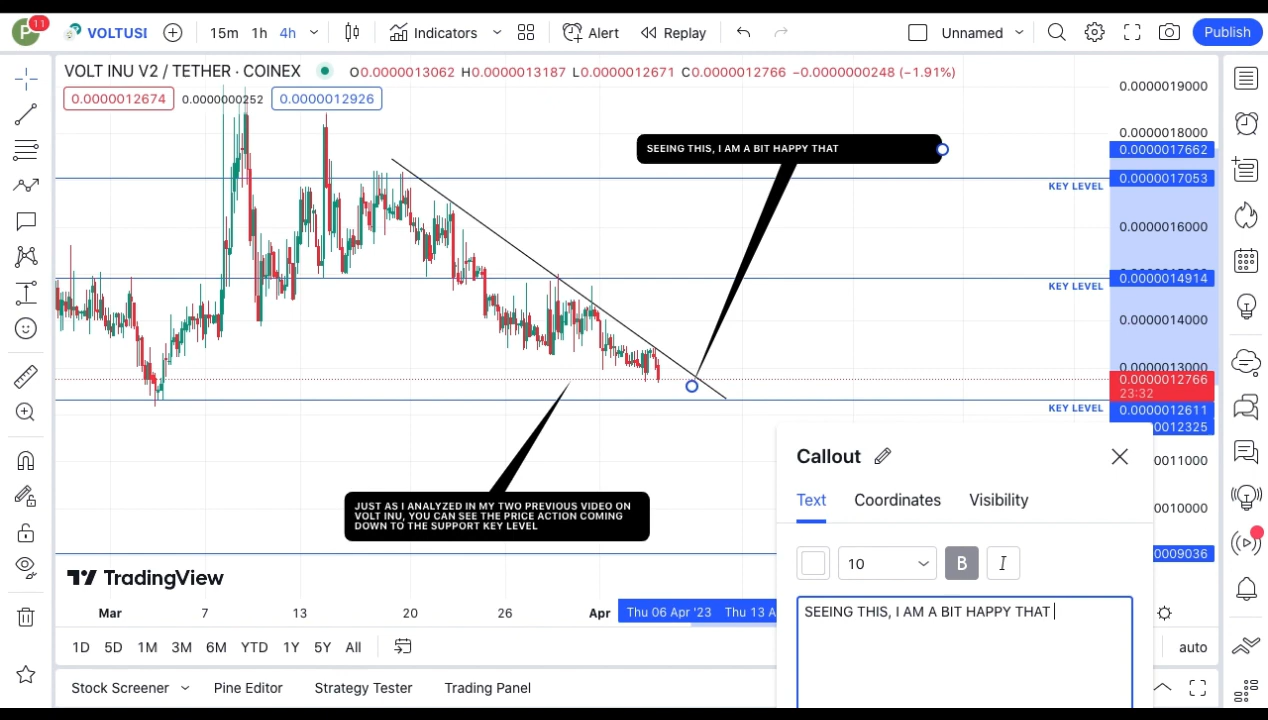 P 11 VOLTUSI 15m 1h 4h Indicators Alert Replay Unnamed Publish
VOLT INU V2 / TETHER · COINEX O0.0000013062 H0.0000013187 L0.0000012671 C0.0000012766 −0.0000000248 (−1.91%)
0.0000012674 0.0000000252 0.0000012926
0.0000019000
0.0000018000
SEEING THIS, I AM A BIT HAPPY THAT
0.0000017662
0.0000017053
KEY LEVEL
0.0000016000
0.0000014914
KEY LEVEL
0.0000014000
0.0000013000
0.0000012766
23:32
KEY LEVEL
0.0000012611
0000012325
Callout
0000011000
Text Coordinates Visibility
JUST AS I ANALYZED IN MY TWO PREVIOUS VIDEO ON
VOLT INU, YOU CAN SEE THE PRICE ACTION COMING
DOWN TO THE SUPPORT KEY LEVEL
0000010000
0000009036
10 B I
TradingView
Mar 7 13 20 26 Apr Thu 06 Apr '23 Thu 13 A
SEEING THIS, I AM A BIT HAPPY THAT
1D 5D 1M 3M 6M YTD 1Y 5Y All auto
Stock Screener Pine Editor Strategy Tester Trading Panel